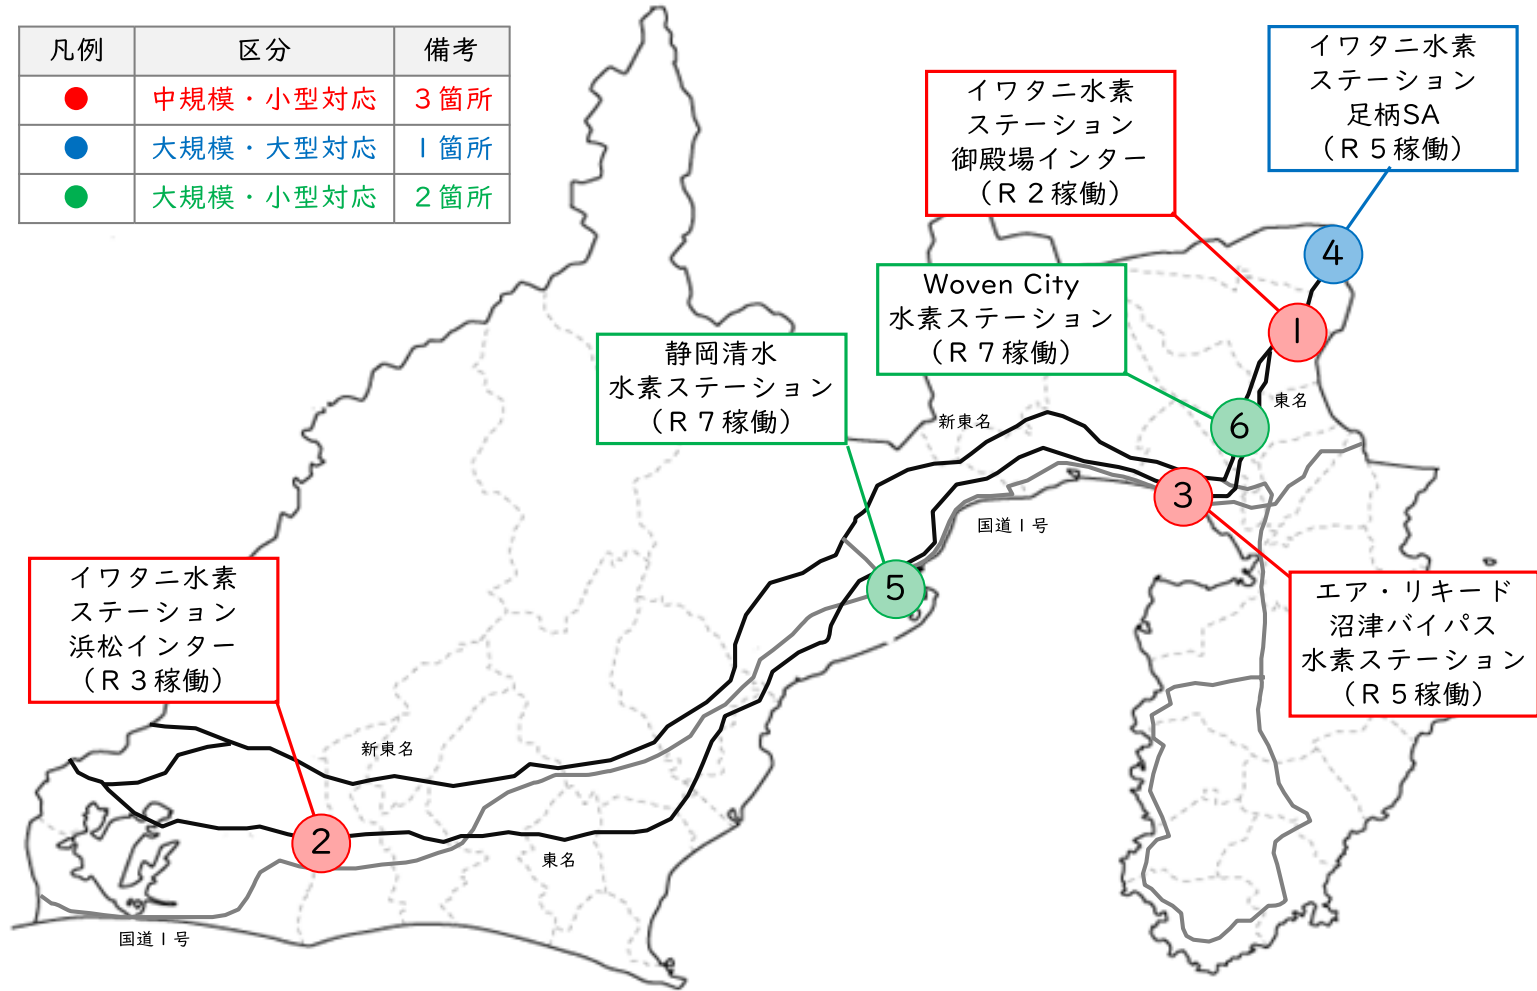 凡例 区分 備考
中規模・小型対応 3箇所
大規模・大型対応 1箇所
大規模・小型対応 2箇所
イワタニ水素
ステーション
足柄SA
（R5稼働）
イワタニ水素
ステーション
御殿場インター
（R2稼働）
Woven City
水素ステーション
（R7稼働）
静岡清水
水素ステーション
（R7稼働）
4
1
6
東名
新東名
3
国道1号
5
イワタニ水素
ステーション
浜松インター
（R3稼働）
エア・リキード
沼津バイパス
水素ステーション
（R5稼働）
新東名
2
東名
国道1号